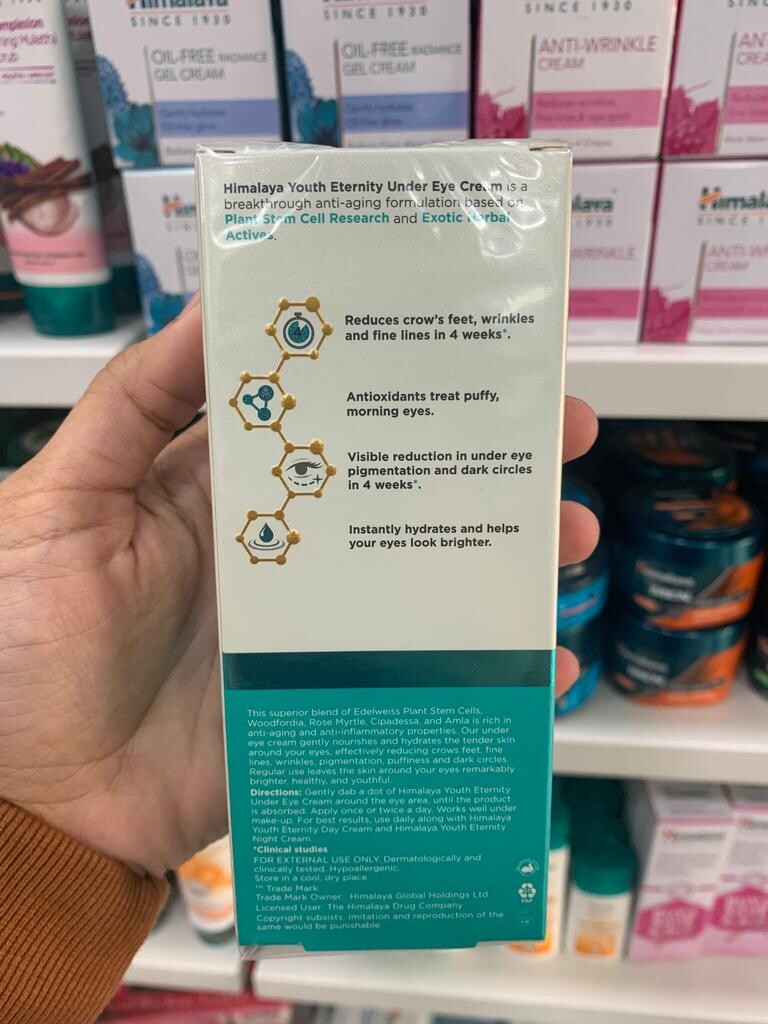 SINCE 1930
SINCE 1930
SINCE 1930
OIL-FREE RADIANCE
GEL CREAM
OIL-FREE RADIANCE
GEL CREAM
ANTI-WRINKLE
CREAM
Himalaya Youth Eternity Under Eye Cream is a
breakthrough anti-aging formulation based on
Plant Stem Cell Research and Exotic Herbal
Actives.
Reduces crow's feet, wrinkles
and fine lines in 4 weeks*.
Antioxidants treat puffy,
morning eyes.
Visible reduction in under eye
pigmentation and dark circles
in 4 weeks*.
Instantly hydrates and helps
your eyes look brighter.
This superior blend of Edelweiss Plant Stem Cells,
Woodfordia, Rose Myrtle, Cipadessa, and Amla is rich in
anti-aging and anti-inflammatory properties. Our under
eye cream gently nourishes and hydrates the tender skin
around your eyes, effectively reducing crows feet, fine
lines, wrinkles, pigmentation, puffiness and dark circles.
Regular use leaves the skin around your eyes remarkably
brighter, healthy, and youthful.
Directions: Gently dab a dot of Himalaya Youth Eternity
Under Eye Cream around the eye area, until the product
is absorbed. Apply once or twice a day. Works well under
make-up. For best results, use daily along with Himalaya
Youth Eternity Day Cream and Himalaya Youth Eternity
Night Cream.
*Clinical studies
FOR EXTERNAL USE ONLY. Dermatologically and
clinically tested. Hypoallergenic.
Store in a cool, dry place.
™ Trade Mark
Trade Mark Owner: Himalaya Global Holdings Ltd.
Licensed User: The Himalaya Drug Company
Copyright subsists. Imitation and reproduction of the
same would be punishable.